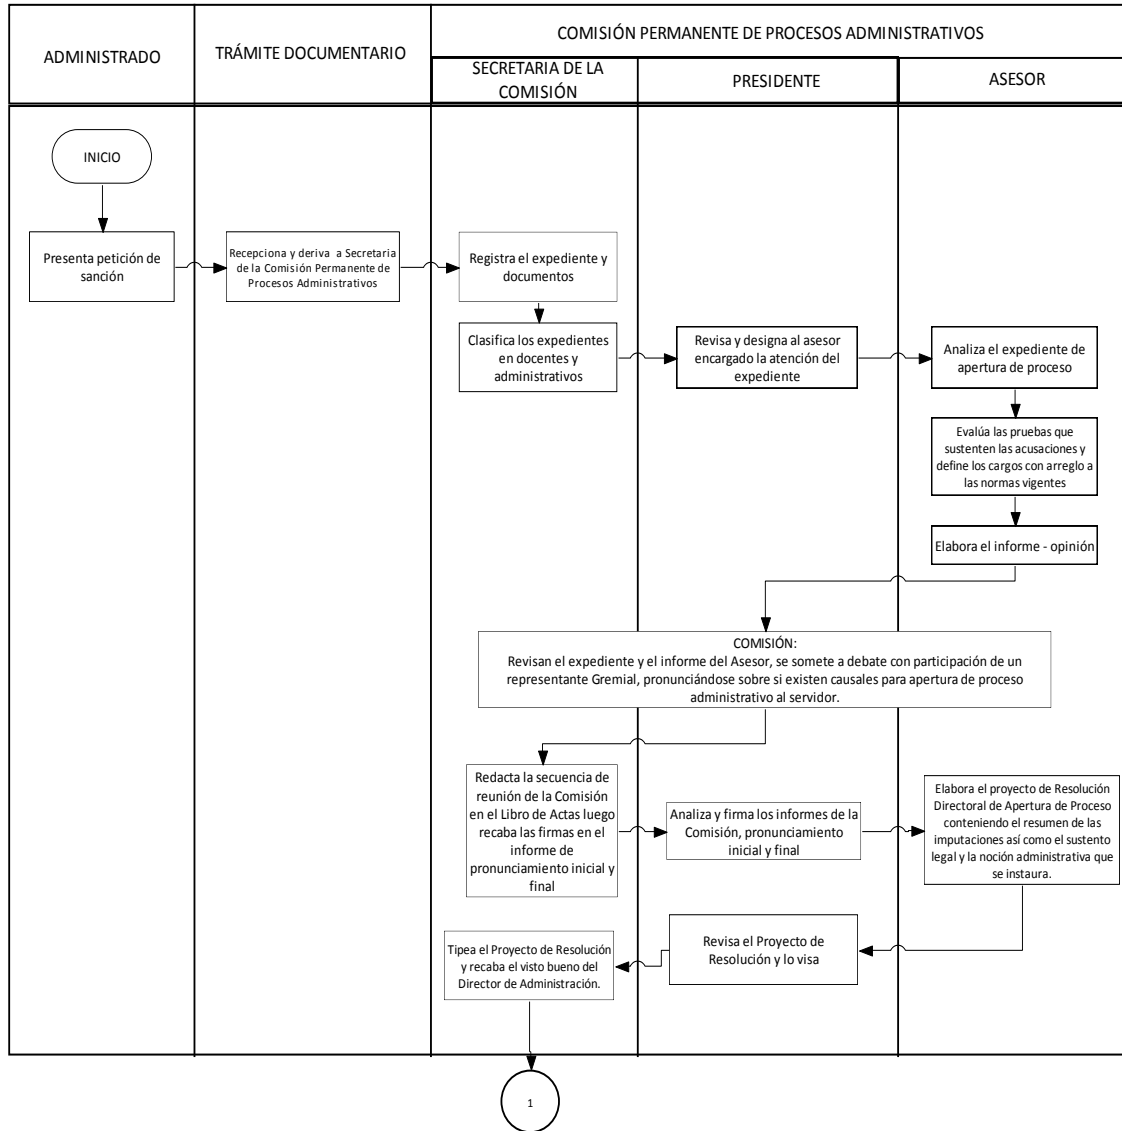 ADMINISTRADO
TRÁMITE DOCUMENTARIO
COMISIÓN PERMANENTE DE PROCESOS ADMINISTRATIVOS
SECRETARIA DE LA
COMISIÓN
PRESIDENTE
ASESOR
INICIO
Presenta petición de
sanción
Recepciona y deriva a Secretaria
de la Comisión Permanente de
Procesos Administrativos
Registra el expediente y
documentos
Clasifica los expedientes
en docentes y
administrativos
Revisa y designa al asesor
encargado la atención del
expediente
Analiza el expediente de
apertura de proceso
Evalúa las pruebas que
sustenten las acusaciones y
define los cargos con arreglo a
las normas vigentes
Elabora el informe - opinión
COMISIÓN:
Revisan el expediente y el informe del Asesor, se somete a debate con participación de un
representante Gremial, pronunciándose sobre si existen causales para apertura de proceso
administrativo al servidor.
Redacta la secuencia de
reunión de la Comisión
en el Libro de Actas luego
recaba las firmas en el
informe de
pronunciamiento inicial y
final
Analiza y firma los informes de
la Comisión, pronunciamiento
inicial y final
Elabora el proyecto de Resolución
Directoral de Apertura de Proceso
conteniendo el resumen de las
imputaciones así como el sustento
legal y la noción administrativa que
se instaura.
Revisa el Proyecto de
Resolución y lo visa
Tipea el Proyecto de Resolución
y recaba el visto bueno del
Director de Administración.
1